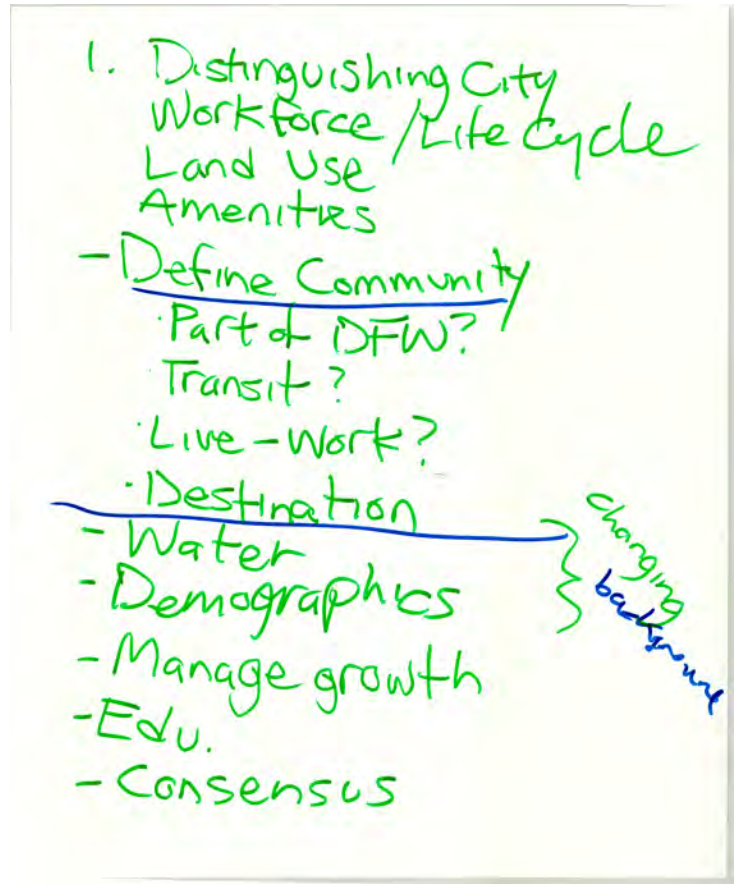 1. Distinguishing City
Workforce / Life Cycle
Land Use
Amenities
- Define Community
· Part of DFW?
· Transit?
· Live-Work?
· Destination
- Water
- Demographics
changing
background
- Manage growth
- Edu.
- Consensus